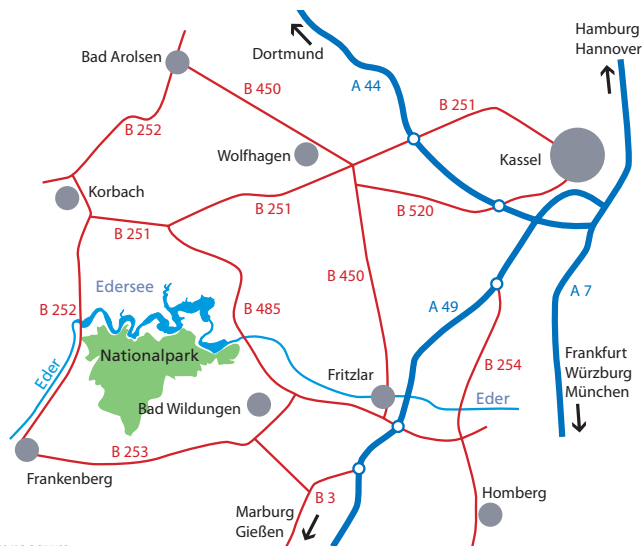 Hamburg
Hannover
Dortmund
Bad Arolsen
A 44
B 450
B 251
B 252
Wolfhagen
Kassel
Korbach
B 251
B 520
B 251
B 450
Edersee
A 7
B 252
B 485
A 49
Nationalpark
B 254
Frankfurt
Würzburg
München
Eder
Fritzlar
Eder
Bad Wildungen
B 253
Frankenberg
B 3
Homberg
Marburg
Gießen